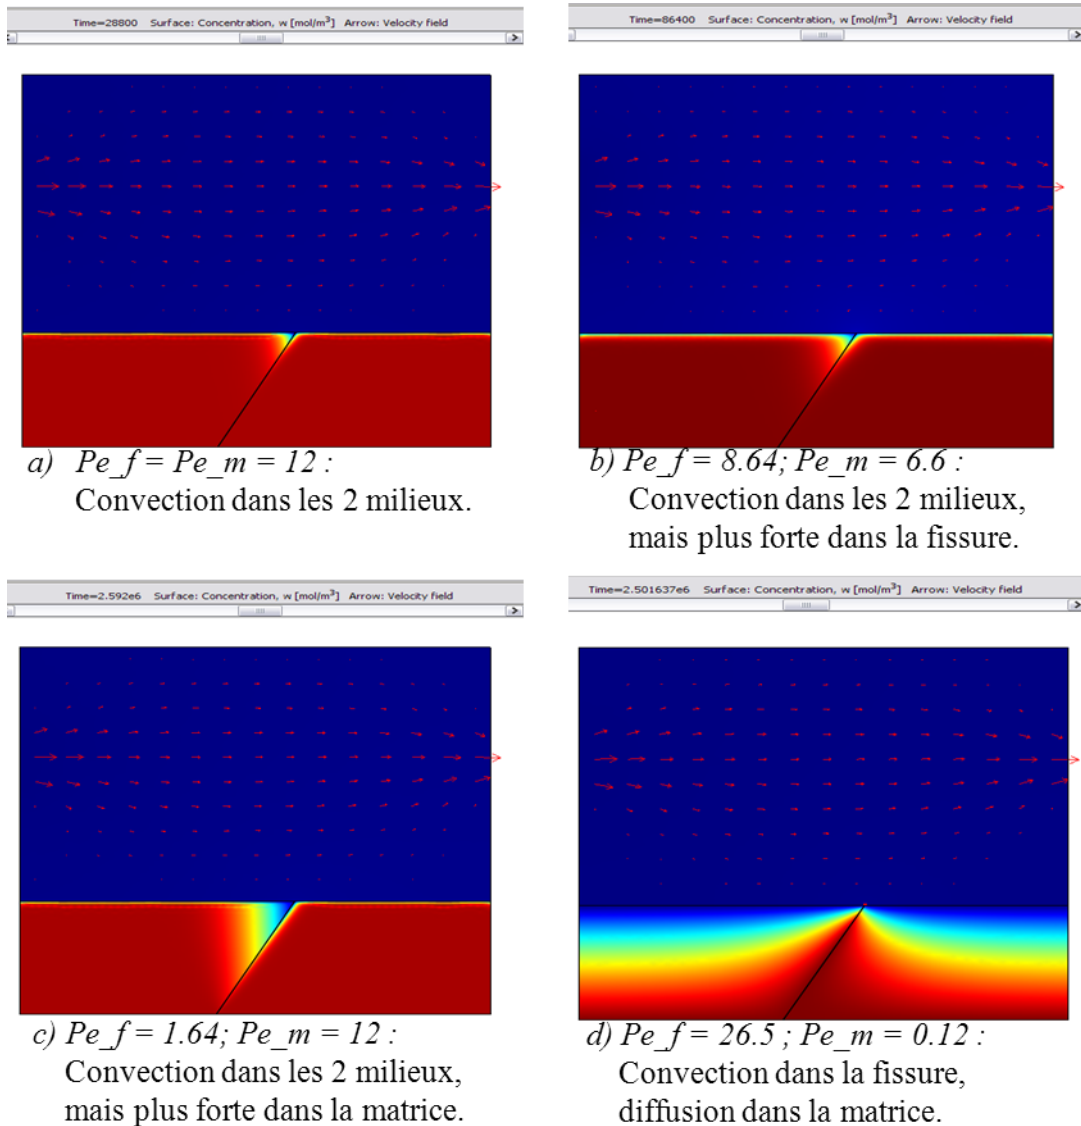 Time=28800 Surface: Concentration, w [mol/m³] Arrow: Velocity field
Time=86400 Surface: Concentration, w [mol/m³] Arrow: Velocity field
a) Pe_f = Pe_m = 12 :
Convection dans les 2 milieux.
b) Pe_f = 8.64; Pe_m = 6.6 :
Convection dans les 2 milieux,
mais plus forte dans la fissure.
Time=2.592e6 Surface: Concentration, w [mol/m³] Arrow: Velocity field
Time=2.501637e6 Surface: Concentration, w [mol/m³] Arrow: Velocity field
c) Pe_f = 1.64; Pe_m = 12 :
Convection dans les 2 milieux,
mais plus forte dans la matrice.
d) Pe_f = 26.5 ; Pe_m = 0.12 :
Convection dans la fissure,
diffusion dans la matrice.